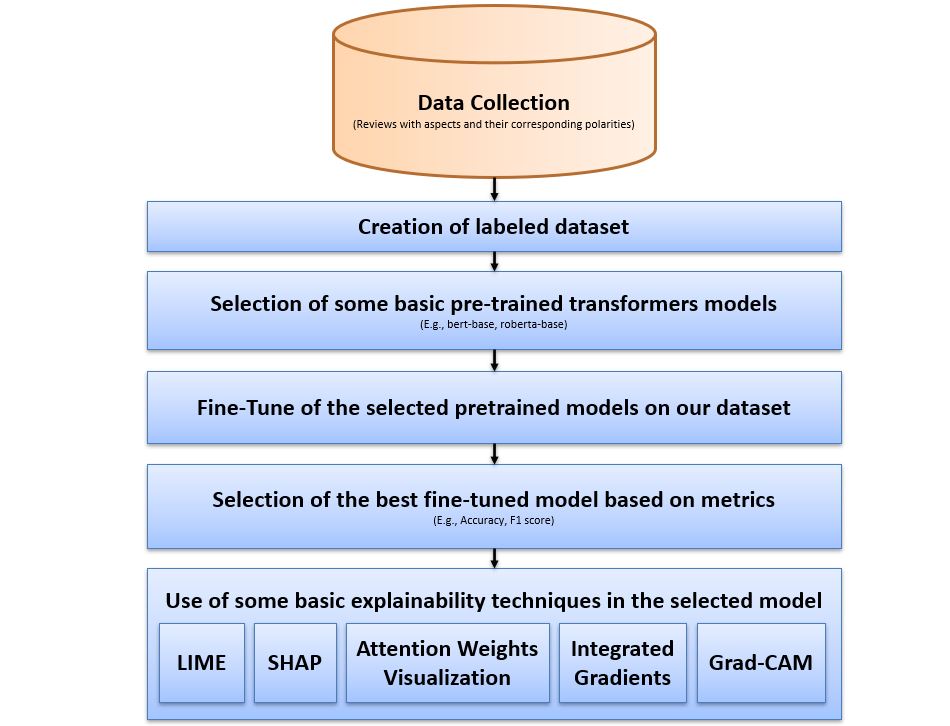 Data Collection
(Reviews with aspects and their corresponding polarities)
Creation of labeled dataset
Selection of some basic pre-trained transformers models
(E.g., bert-base, roberta-base)
Fine-Tune of the selected pretrained models on our dataset
Selection of the best fine-tuned model based on metrics
(E.g., Accuracy, F1 score)
Use of some basic explainability techniques in the selected model
LIME
SHAP
Attention Weights
Visualization
Integrated
Gradients
Grad-CAM